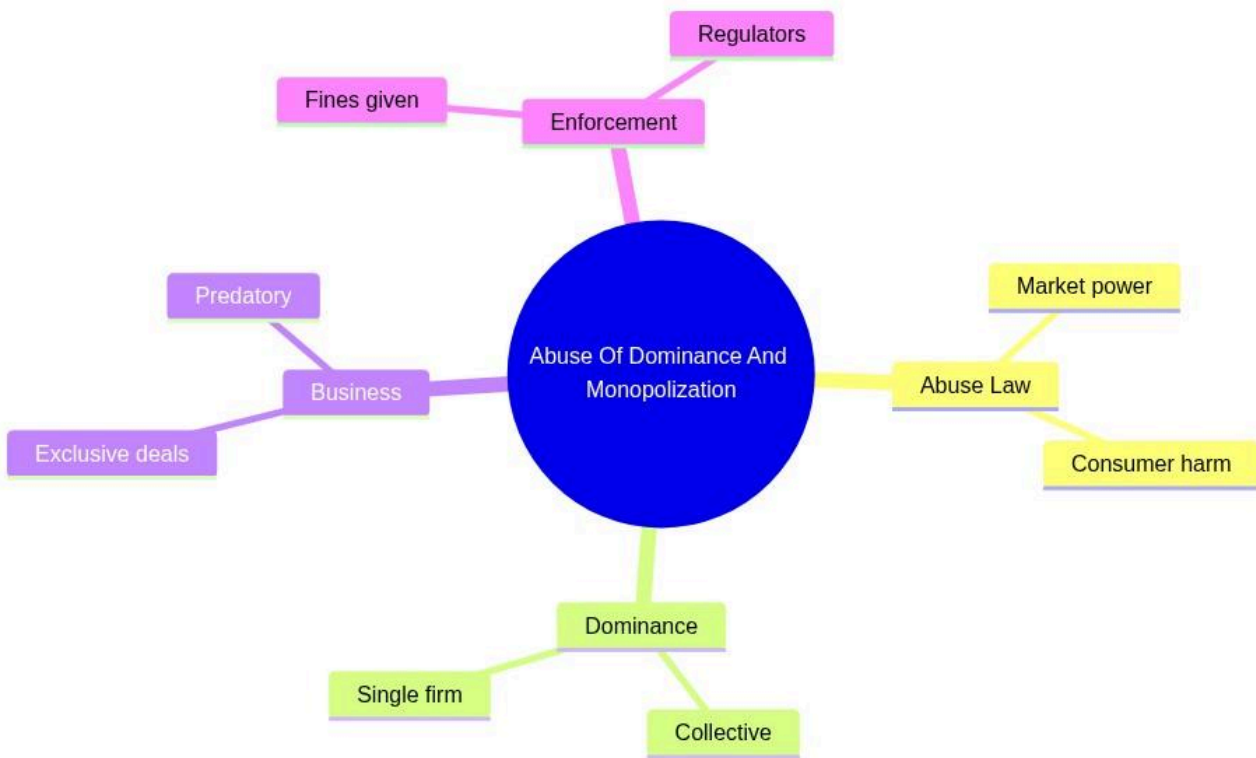 Regulators
Fines given
Enforcement
Market power
Predatory
Abuse Of Dominance And
Monopolization
Abuse Law
Business
Exclusive deals
Consumer harm
Dominance
Single firm
Collective